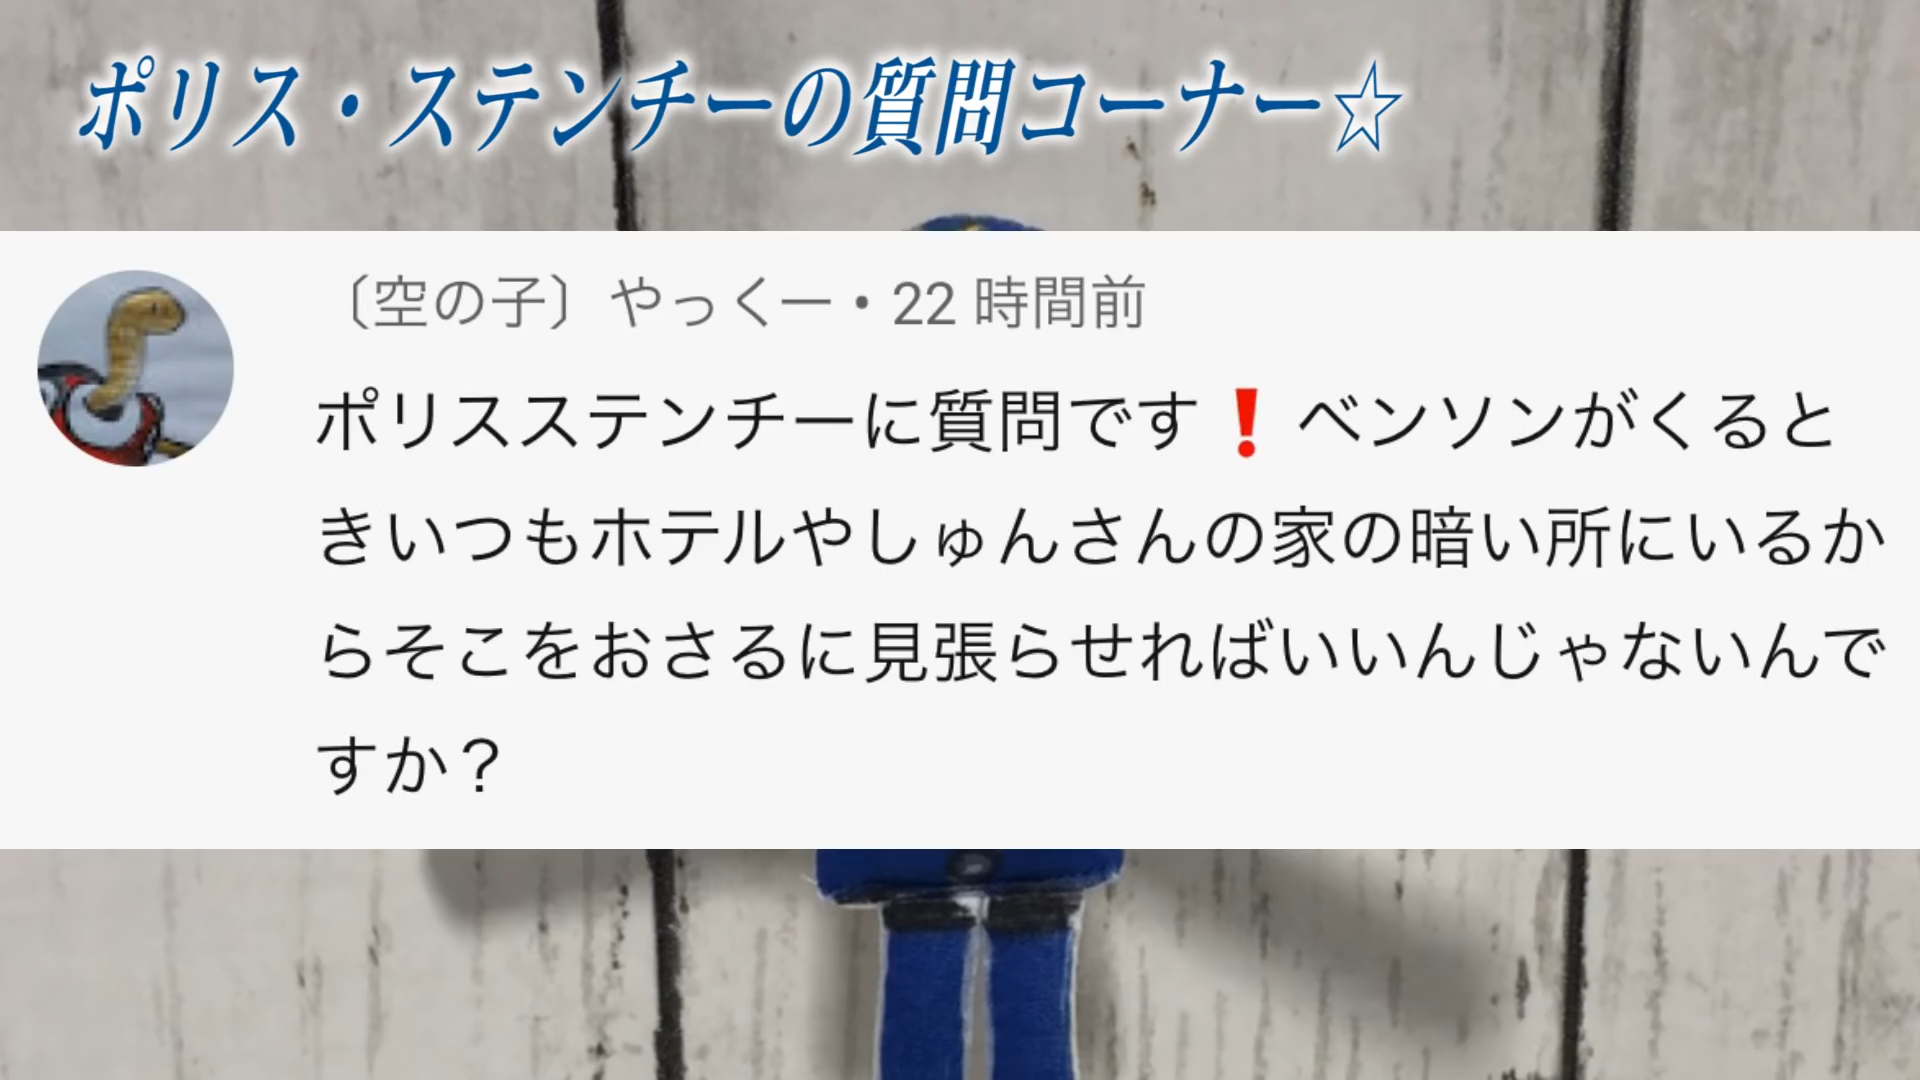 ポリス・ステンチーの質問コーナー☆
〔空の子〕やっくー・22 時間前
ポリスステンチーに質問です❗ベンソンがくると
きいつもホテルやしゅんさんの家の暗い所にいるか
らそこをおさるに見張らせればいいんじゃないんで
すか？